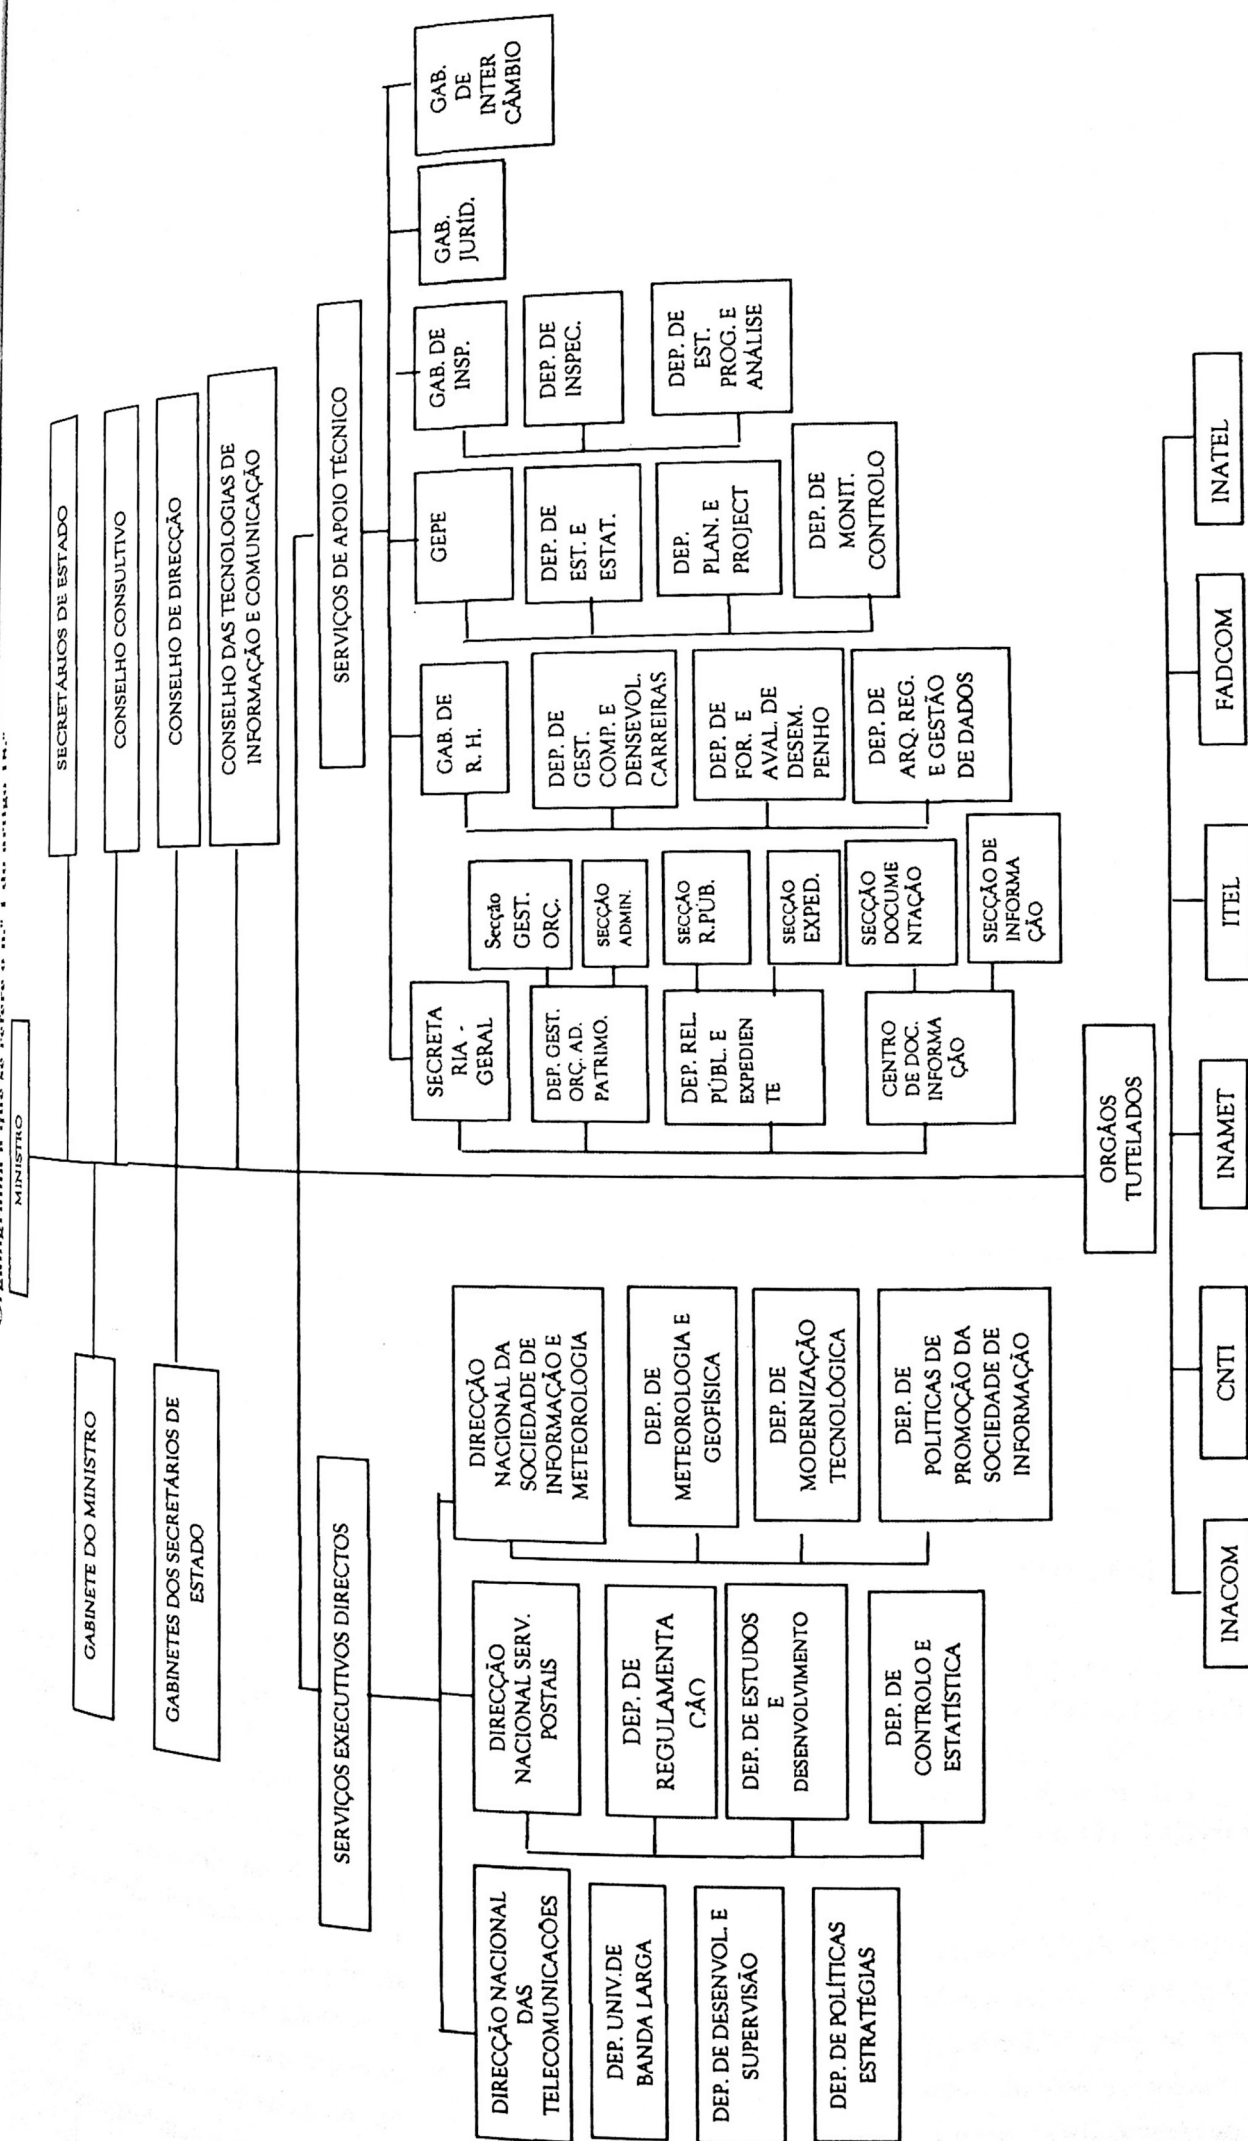 MINISTRO
SECRETÁRIOS DE ESTADO
CONSELHO CONSULTIVO
CONSELHO DE DIRECÇÃO
CONSELHO DAS TECNOLOGIAS DE
INFORMAÇÃO E COMUNICAÇÃO
GABINETE DO MINISTRO
GABINETES DOS SECRETÁRIOS DE
ESTADO
SERVIÇOS EXECUTIVOS DIRECTOS
SERVIÇOS DE APOIO TÉCNICO
DIRECÇÃO NACIONAL
DAS
TELECOMUNICAÇÕES
DEP. UNIV.DE
BANDA LARGA
DEP. DE DESENVOL. E
SUPERVISÃO
DEP. DE POLÍTICAS
ESTRATÉGIAS
DIRECÇÃO
NACIONAL SERV.
POSTAIS
DEP. DE
REGULAMENTA
ÇÃO
DEP. DE ESTUDOS
E
DESENVOLVIMENTO
DEP. DE
CONTROLO E
ESTATÍSTICA
DIRECÇÃO
NACIONAL DA
SOCIEDADE DE
INFORMAÇÃO E
METEOROLOGIA
DEP. DE
METEOROLOGIA E
GEOFÍSICA
DEP. DE
MODERNIZAÇÃO
TECNOLÓGICA
DEP. DE
POLITICAS DE
PROMOÇÃO DA
SOCIEDADE DE
INFORMAÇÃO
SECRETA
RIA -
GERAL
DEP. GEST.
ORÇ. AD.
PATRIMO.
Secção
GEST.
ORÇ.
SECÇÃO
ADMIN.
DEP. REL.
PÚBL. E
EXPEDIEN
TE
SECÇÃO
R.PÚB.
SECÇÃO
EXPED.
CENTRO
DE DOC.
INFORMA
ÇÃO
SECÇÃO
DOCUME
NTAÇÃO
SECÇÃO DE
INFORMA
ÇÃO
GAB. DE
R. H.
DEP. DE
GEST.
COMP. E
DENSEVOL.
CARREIRAS
DEP. DE
FOR. E
AVAL. DE
DESEM.
PENHO
DEP. DE
ARQ. REG.
E GESTÃO
DE DADOS
GEPE
DEP. DE
EST. E
ESTAT.
DEP.
PLAN. E
PROJECT
DEP. DE
MONIT.
CONTROLO
GAB. DE
INSP.
DEP. DE
INSPEC.
DEP. DE
EST.
PROG. E
ANÁLISE
GAB.
JURÍD.
GAB.
DE
INTER
CÂMBIO
ORGÃOS
TUTELADOS
INACOM
CNTI
INAMET
ITEL
FADCOM
INATEL